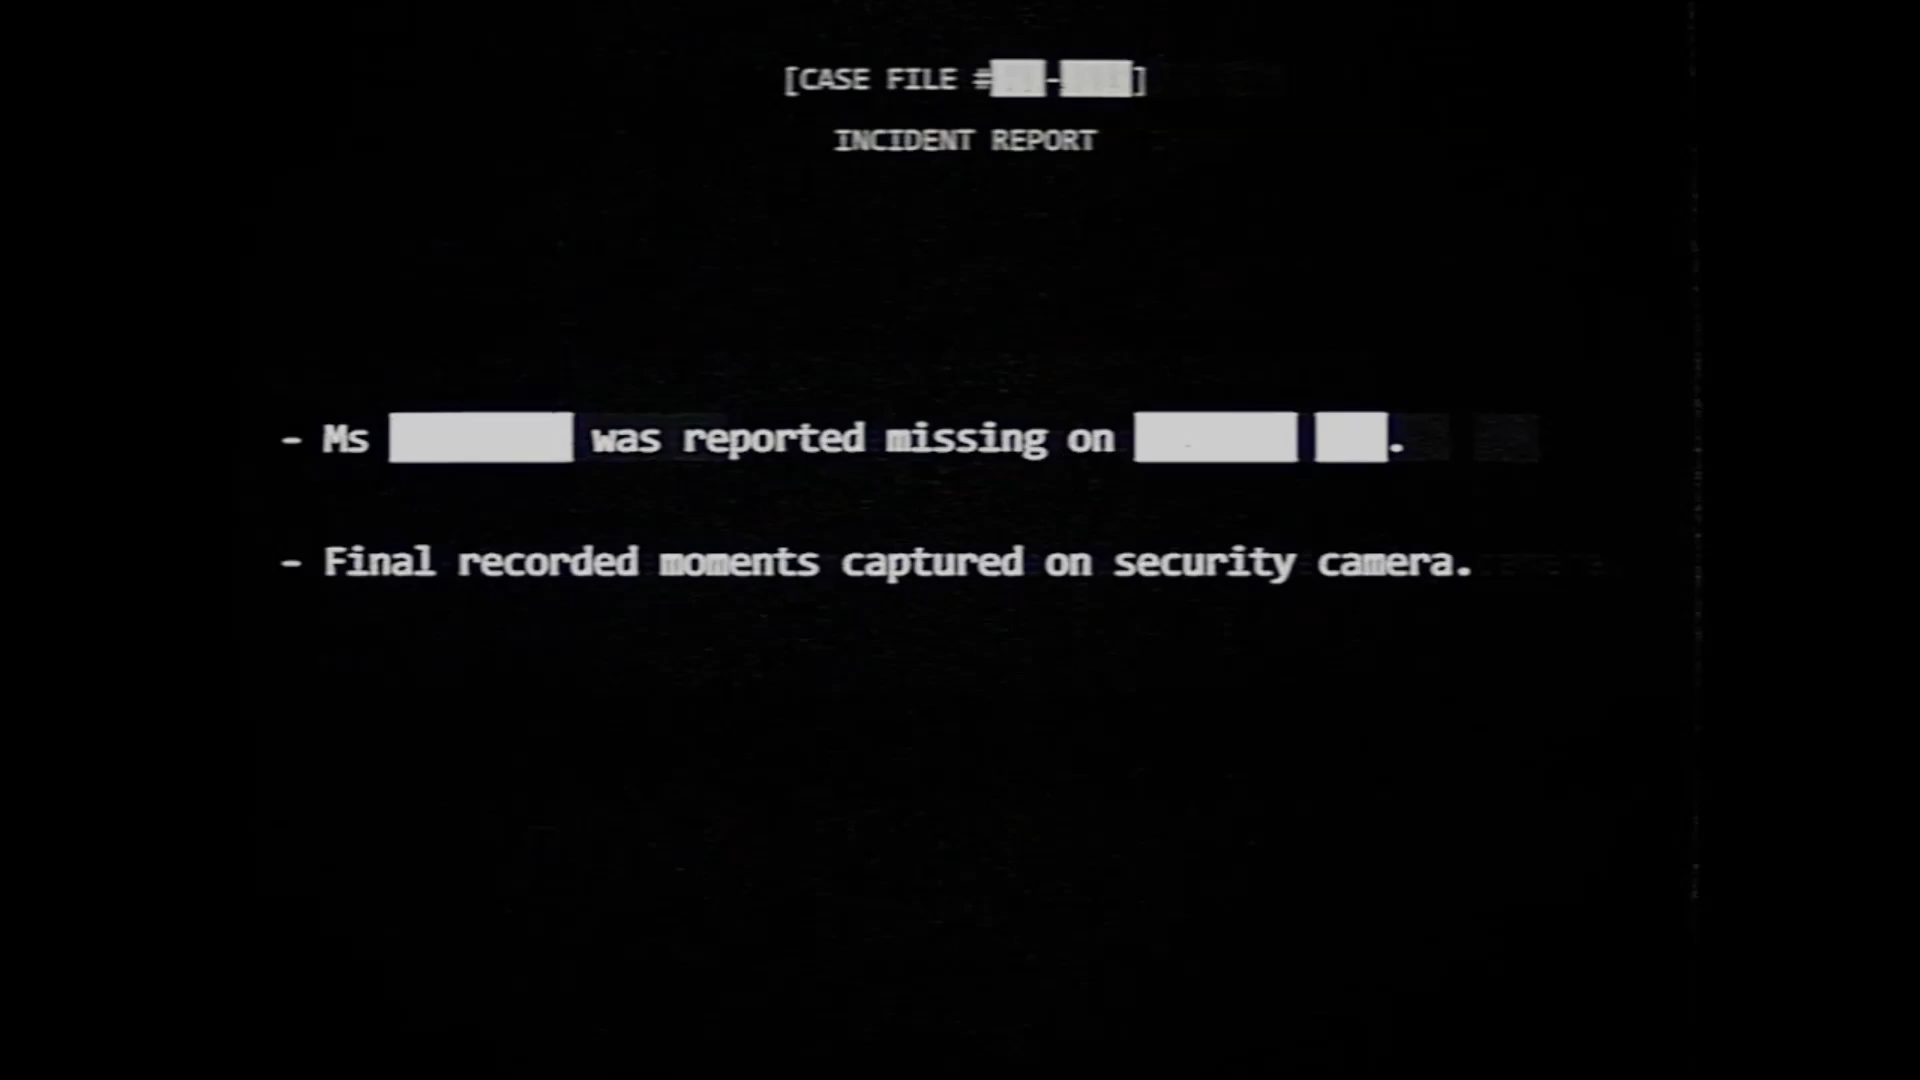 [CASE FILE #██-███]
INCIDENT REPORT
- Ms ███████ was reported missing on ██████ ███.
- Final recorded moments captured on security camera.